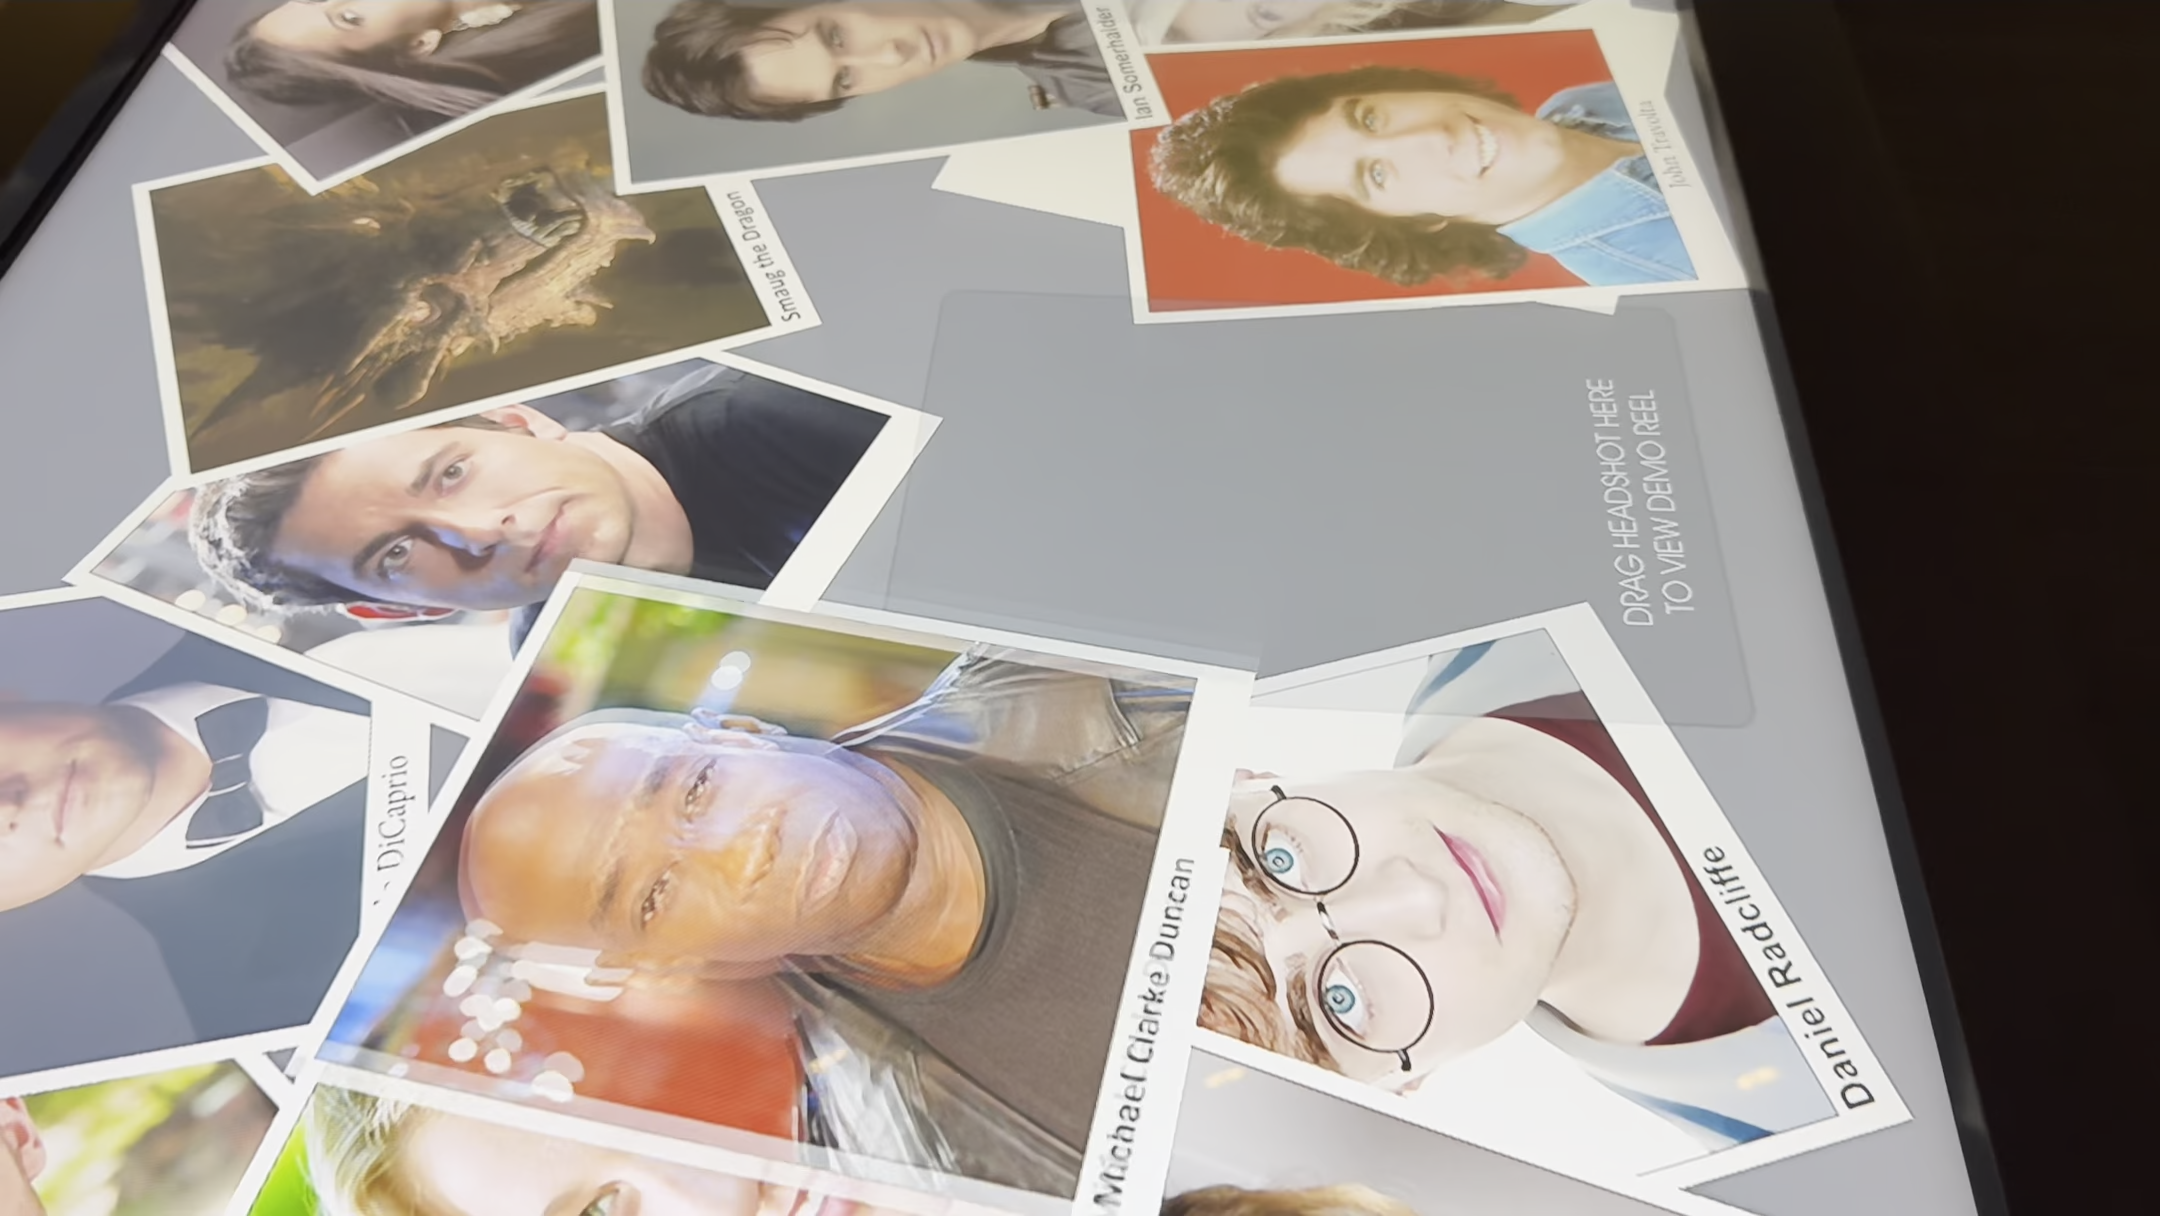 Ian Somerhalder
John Travolta
Smaug the Dragon
DRAG HEADSHOT HERE
TO VIEW DEMO REEL
DiCaprio
Michael Clarke Duncan
Daniel Radcliffe